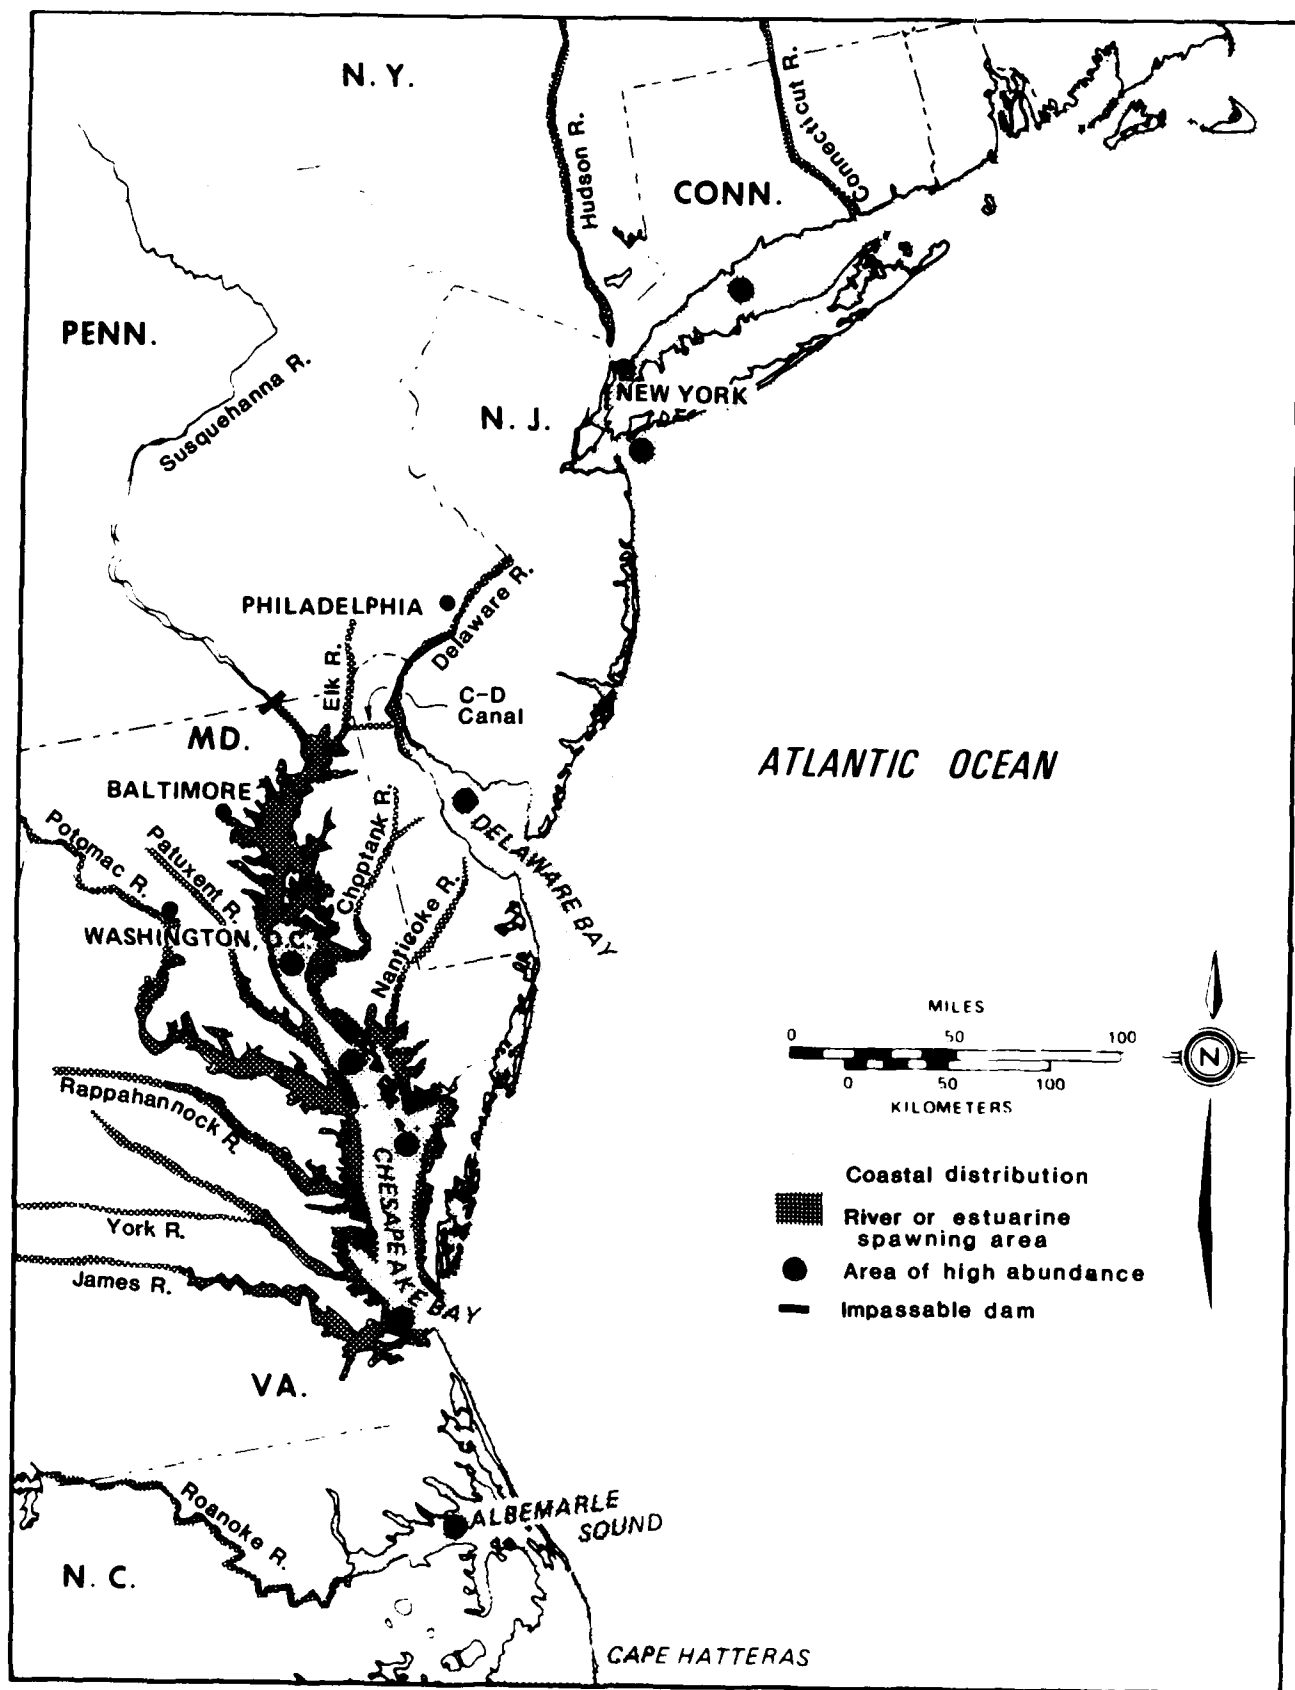 N. Y.
Hudson R.
Connecticut R.
CONN.
PENN.
Susquehanna R.
NEW YORK
N. J.
PHILADELPHIA
Delaware R.
Elk R.
C-D
Canal
MD.
ATLANTIC OCEAN
BALTIMORE
Potomac R.
Patuxent R.
Choptank R.
DELAWARE BAY
Nanticoke R.
WASHINGTON, D.C.
MILES
0 50 100
0 50 100
KILOMETERS
N
Rappahannock R.
CHESAPEAKE BAY
York R.
James R.
Coastal distribution
River or estuarine
spawning area
Area of high abundance
Impassable dam
VA.
Roanoke R.
ALBEMARLE
SOUND
N. C.
CAPE HATTERAS